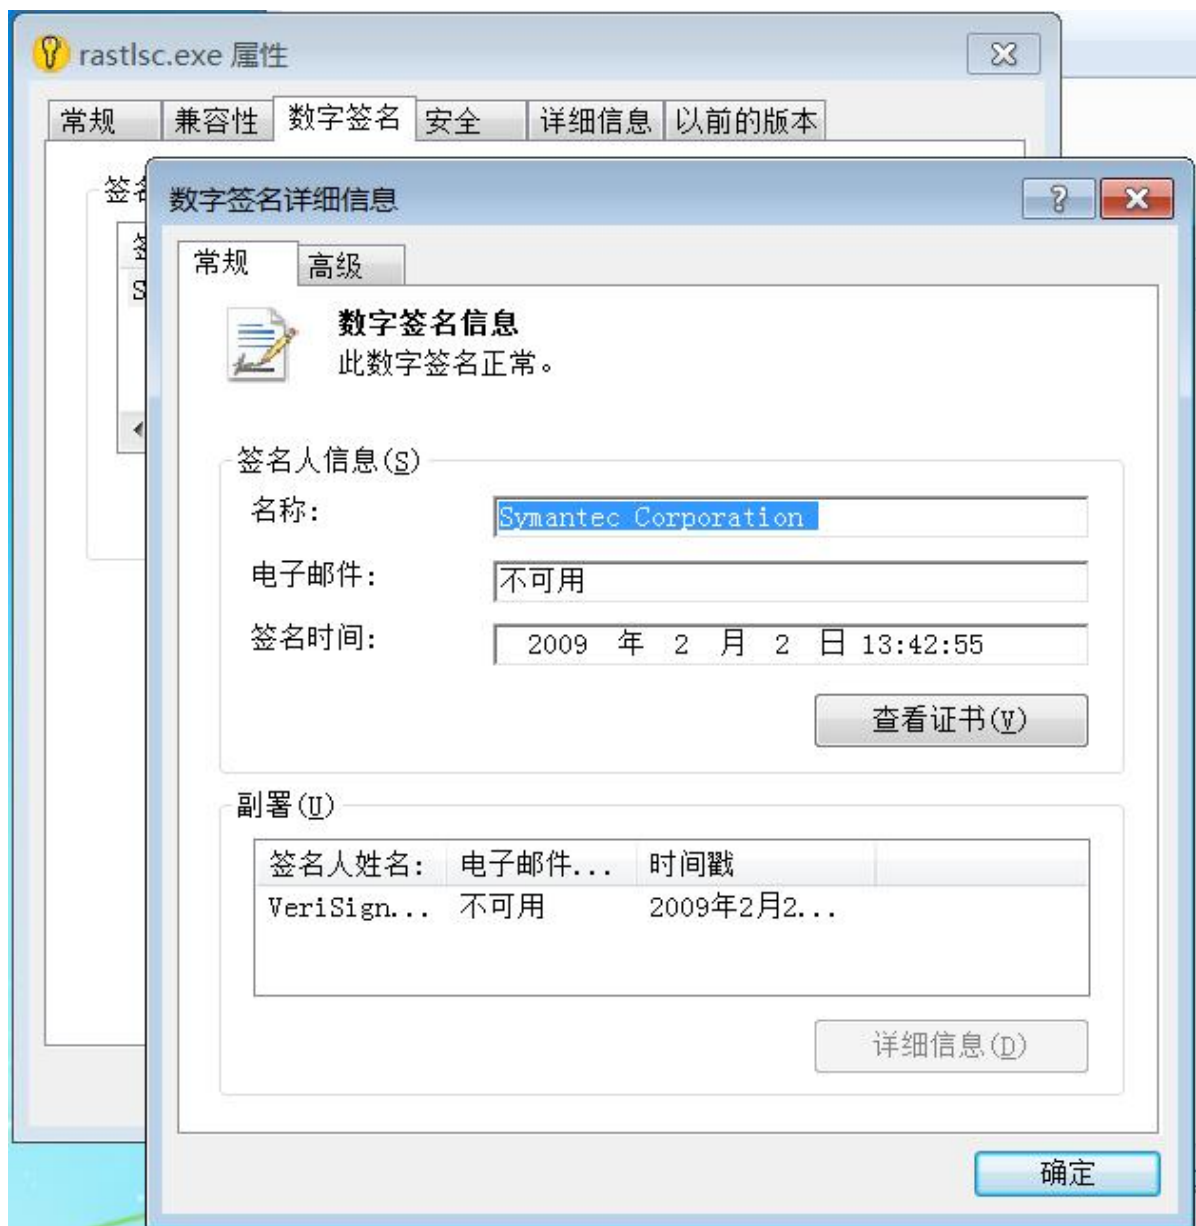 rastlsc.exe 属性
常规 兼容性 数字签名 安全 详细信息 以前的版本
签名
S
数字签名详细信息
常规 高级
数字签名信息
此数字签名正常。
签名人信息(S)
名称: Symantec Corporation
电子邮件: 不可用
签名时间: 2009 年 2 月 2 日 13:42:55
查看证书(V)
副署(U)
签名人姓名: 电子邮件... 时间戳
VeriSign... 不可用 2009年2月2...
详细信息(D)
确定